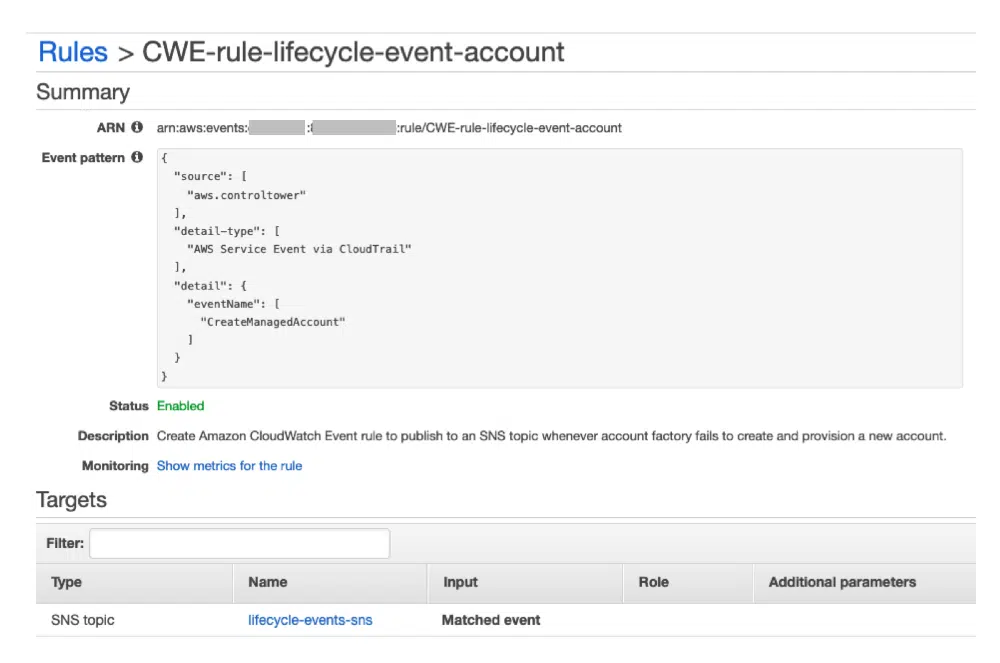 Rules > CWE-rule-lifecycle-event-account
Summary
ARN arn:aws:events: : :rule/CWE-rule-lifecycle-event-account
Event pattern {
"source": [
"aws.controltower"
],
"detail-type": [
"AWS Service Event via CloudTrail"
],
"detail": {
"eventName": [
"CreateManagedAccount"
]
}
}
Status Enabled
Description Create Amazon CloudWatch Event rule to publish to an SNS topic whenever account factory fails to create and provision a new account.
Monitoring Show metrics for the rule
Targets
Filter:
Type Name Input Role Additional parameters
SNS topic lifecycle-events-sns Matched event